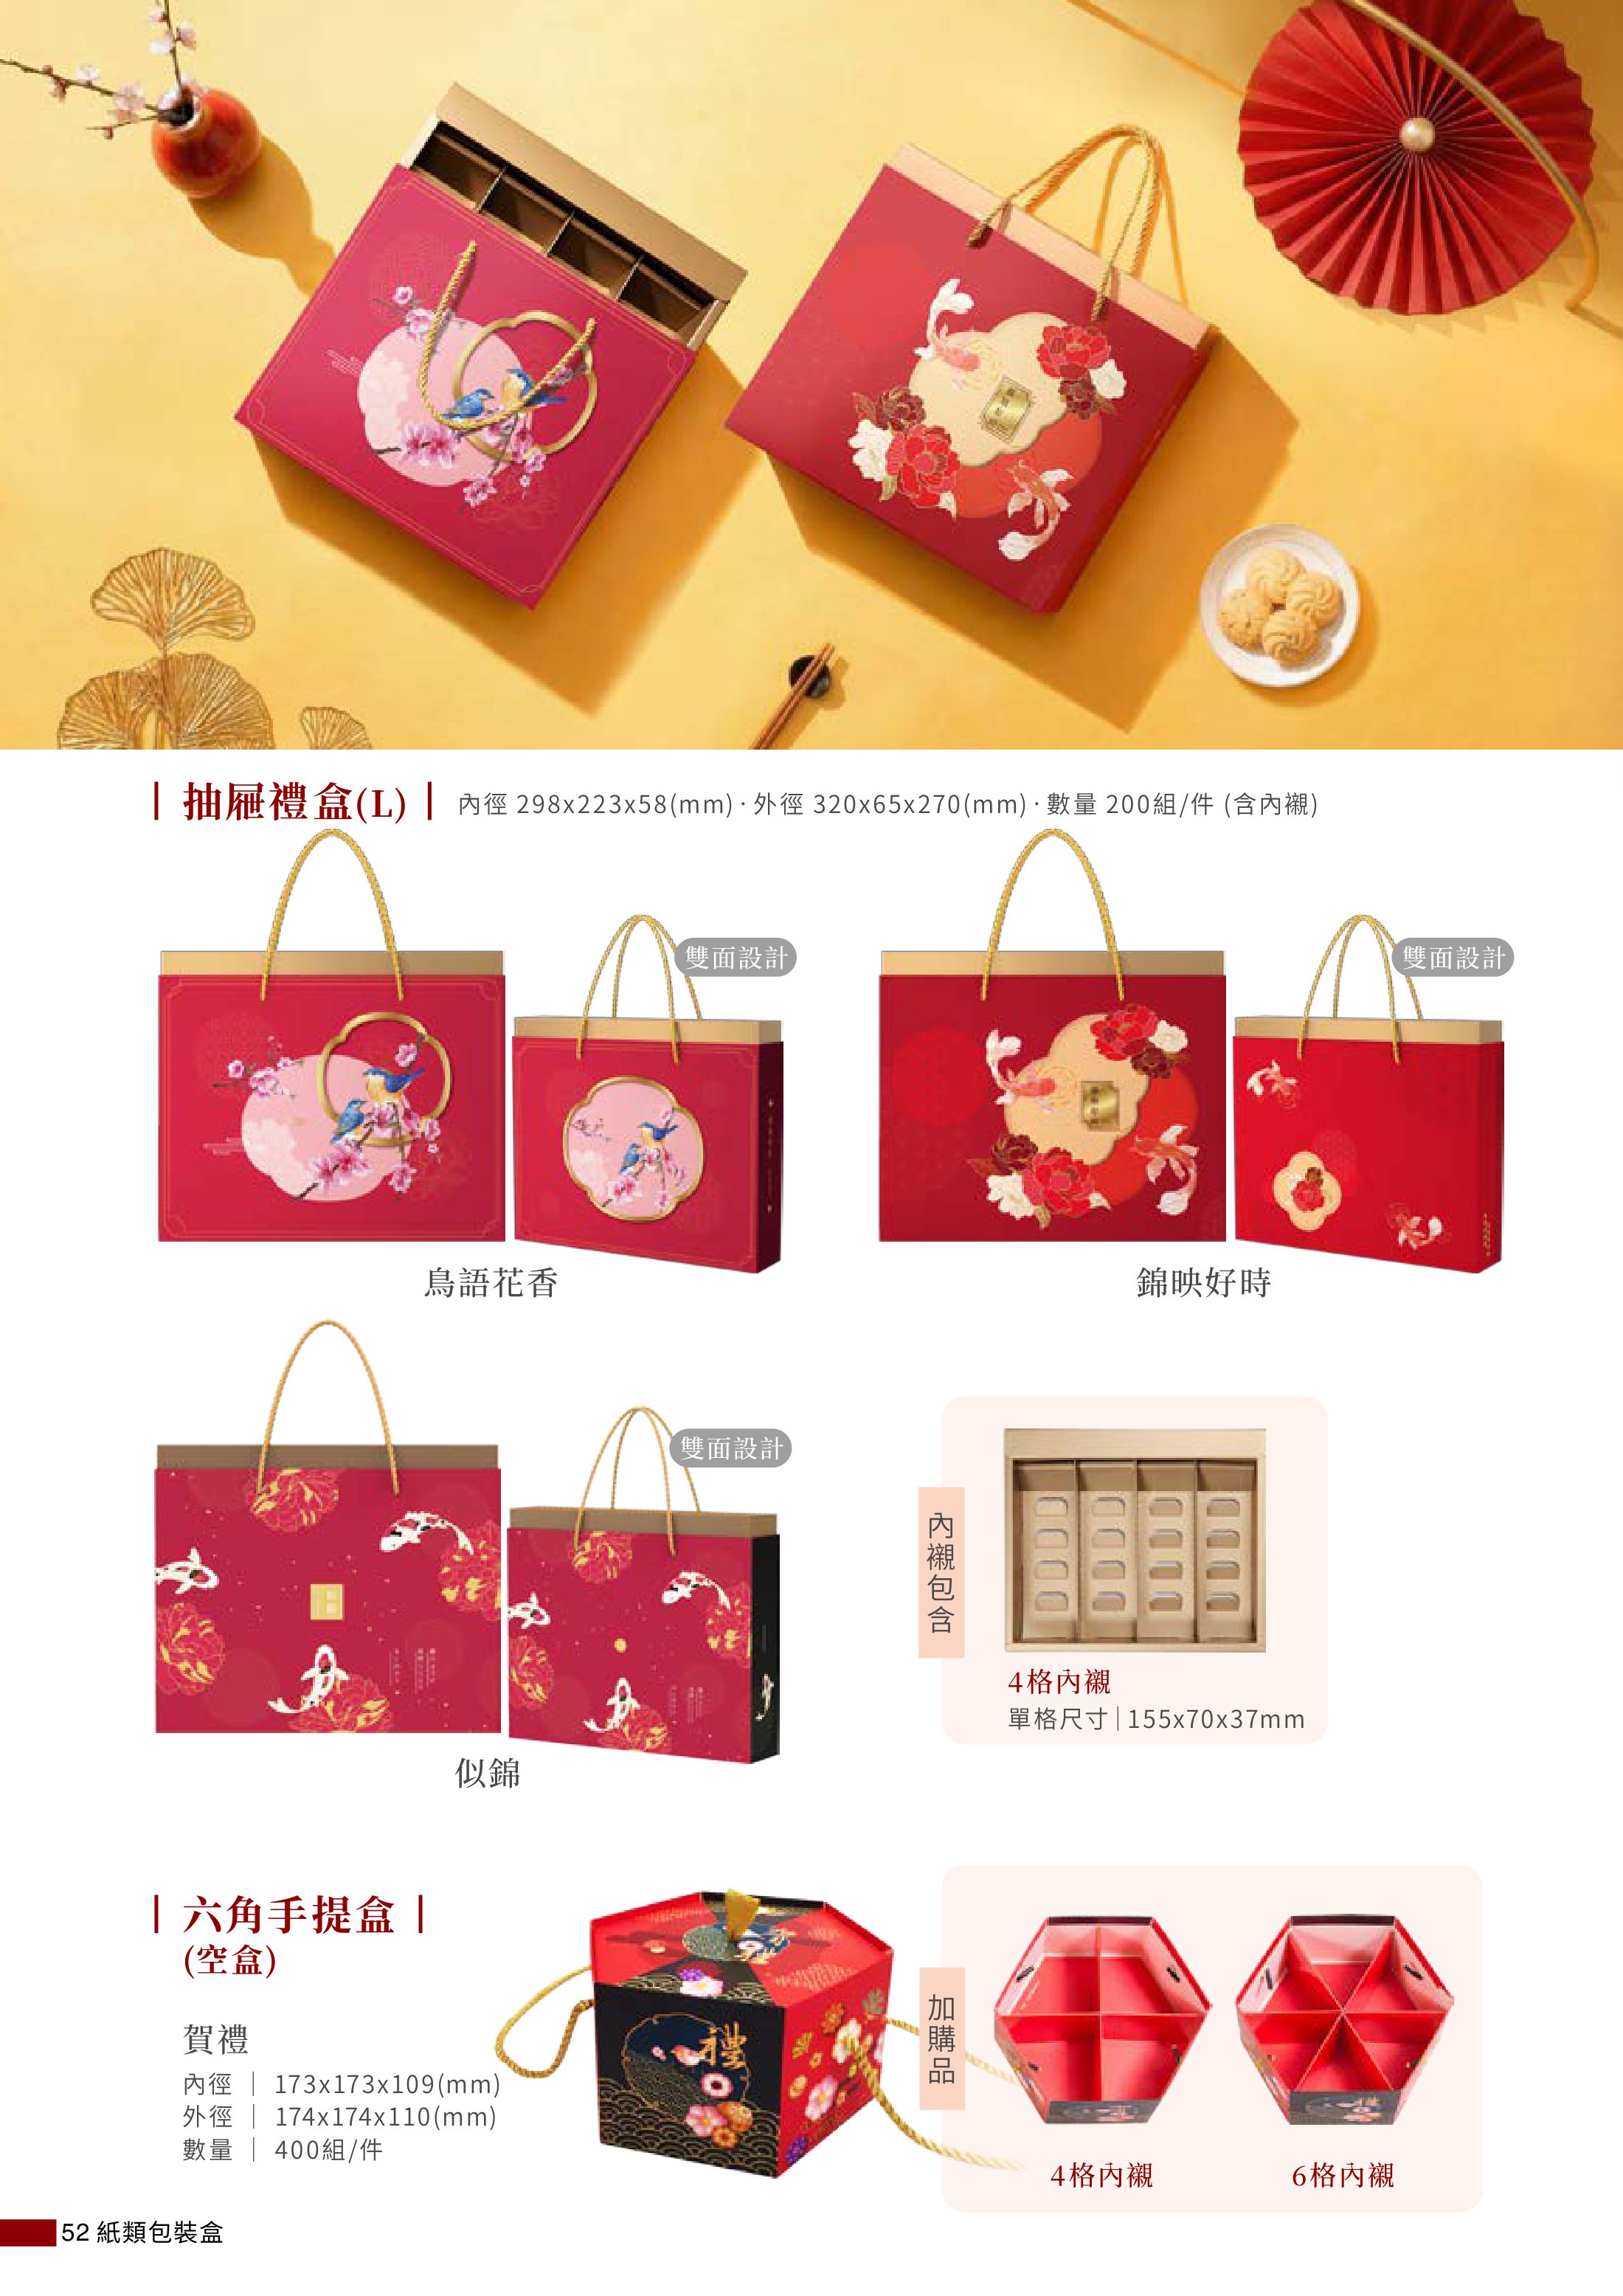 抽屜禮盒(L)
內徑 298x223x58(mm)·外徑 320x65x270(mm)·數量 200組/件 (含內襯)
雙面設計
雙面設計
鳥語花香
錦映好時
雙面設計
內襯包含
4格內襯
單格尺寸｜155x70x37mm
似錦
六角手提盒
(空盒)
賀禮
內徑 ｜ 173x173x109(mm)
外徑 ｜ 174x174x110(mm)
數量 ｜ 400組/件
禮
加購品
4格內襯
6格內襯
52 紙類包裝盒